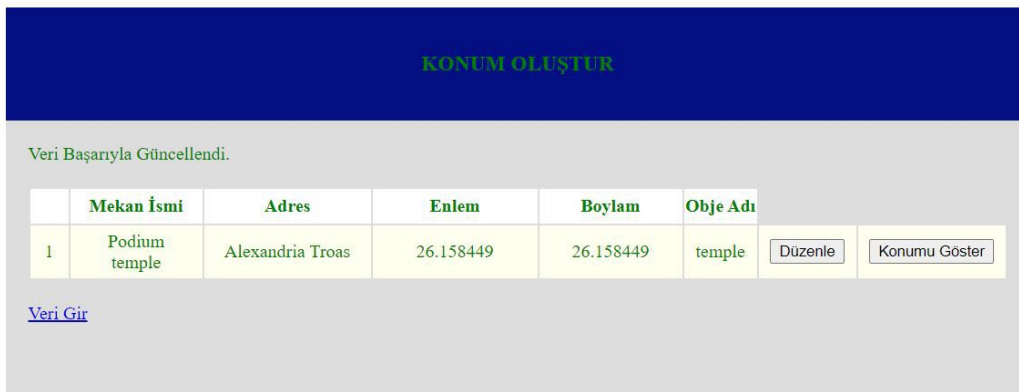 KONUM OLUŞTUR
Veri Başarıyla Güncellendi.
Mekan İsmi Adres Enlem Boylam Obje Adı
1 Podium temple Alexandria Troas 26.158449 26.158449 temple Düzenle Konumu Göster
Veri Gir